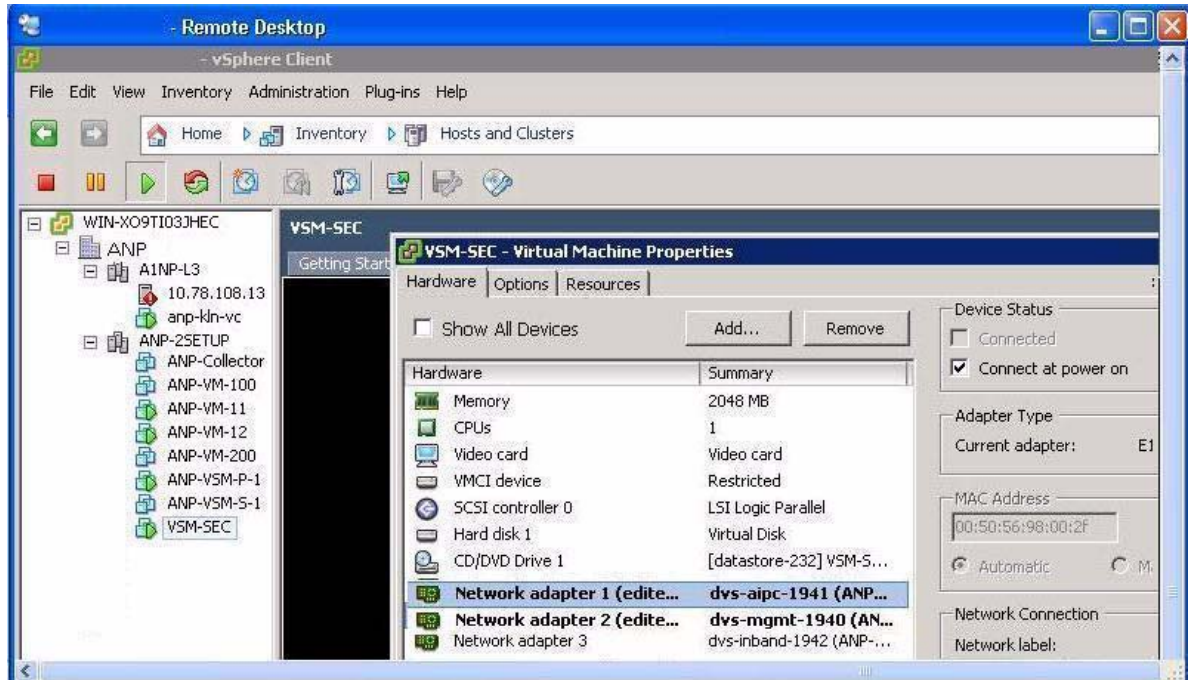 - Remote Desktop
- vSphere Client
File Edit View Inventory Administration Plug-ins Help
Home Inventory Hosts and Clusters
WIN-XO9TI03JHEC
ANP
A1NP-L3
10.78.108.13
anp-kln-vc
ANP-2SETUP
ANP-Collector
ANP-VM-100
ANP-VM-11
ANP-VM-12
ANP-VM-200
ANP-VSM-P-1
ANP-VSM-S-1
VSM-SEC
VSM-SEC
Getting Start
VSM-SEC - Virtual Machine Properties
Hardware Options Resources
Show All Devices Add... Remove
Hardware Summary
Memory 2048 MB
CPUs 1
Video card Video card
VMCI device Restricted
SCSI controller 0 LSI Logic Parallel
Hard disk 1 Virtual Disk
CD/DVD Drive 1 [datastore-232] VSM-S...
Network adapter 1 (edite... dvs-aipc-1941 (ANP...
Network adapter 2 (edite... dvs-mgmt-1940 (AN...
Network adapter 3 dvs-inband-1942 (ANP-...
Device Status
Connected
Connect at power on
Adapter Type
Current adapter: E1
MAC Address
00:50:56:98:00:2f
Automatic M
Network Connection
Network label: